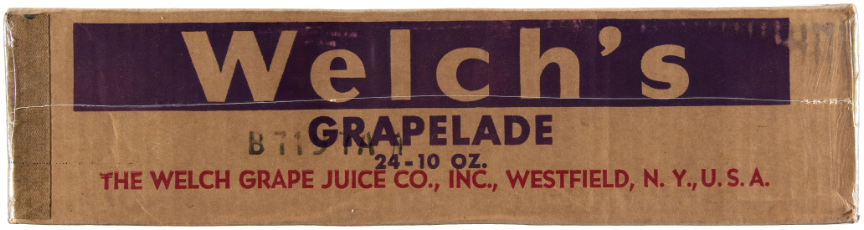 Welch's
GRAPELADE
24-10 OZ.
THE WELCH GRAPE JUICE CO., INC., WESTFIELD, N. Y., U. S. A.